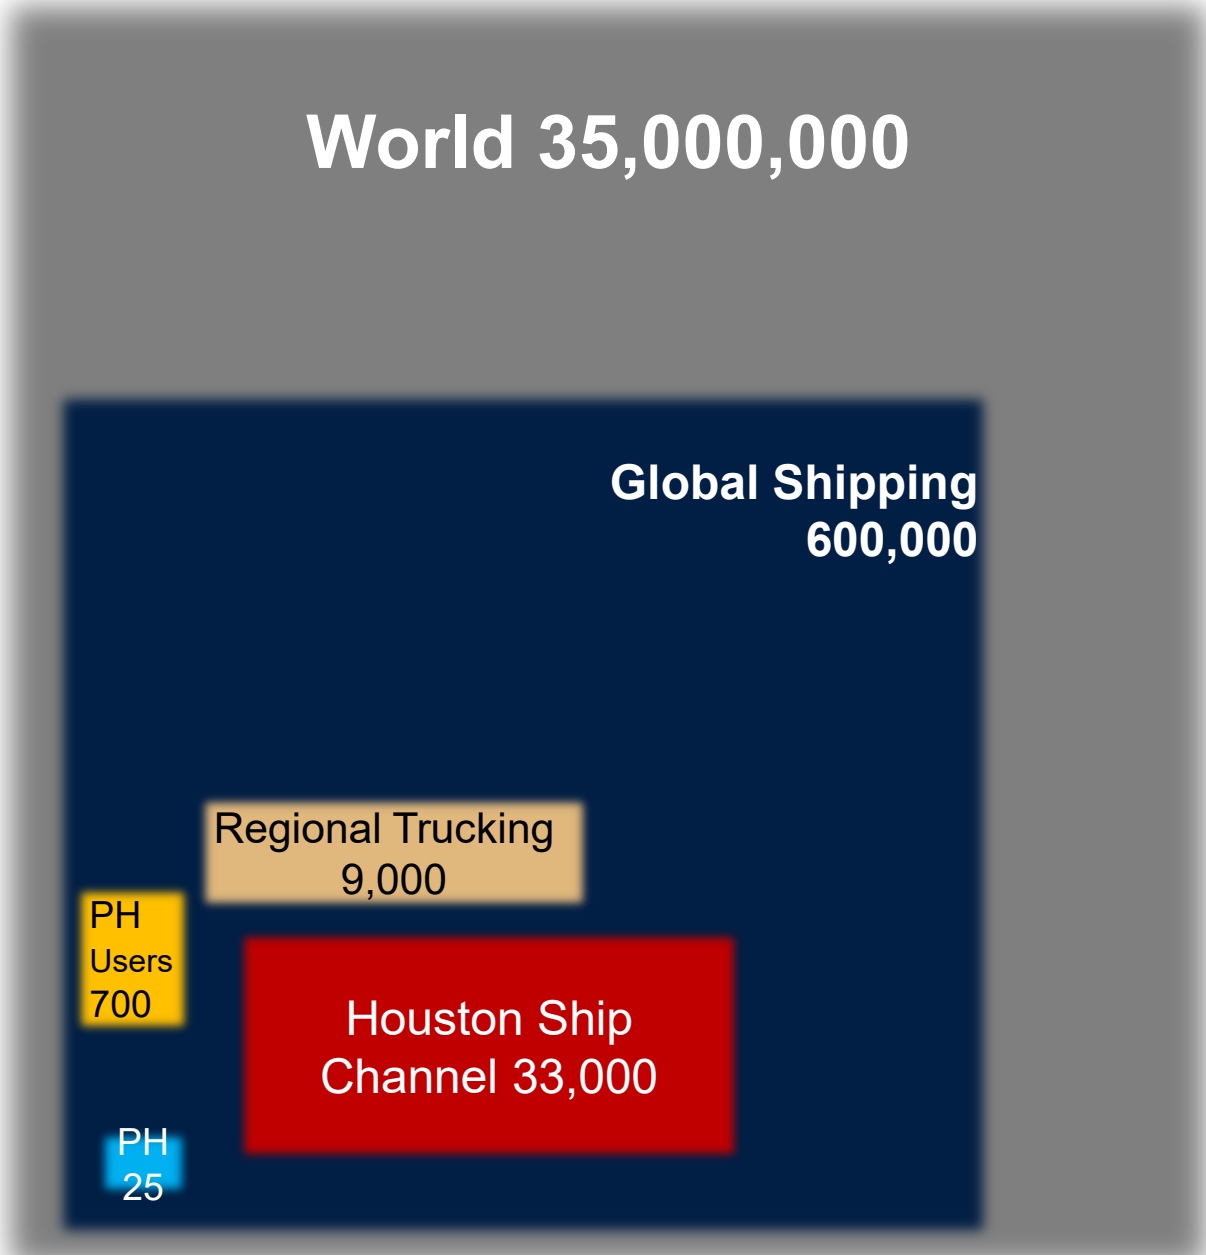 World 35,000,000
Global Shipping
600,000
Regional Trucking
9,000
PH
Users
700
Houston Ship
Channel 33,000
PH
25